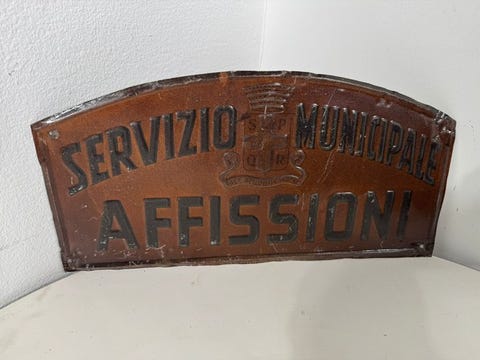 SERVIZIO MUNICIPALE
S P
Q R
AFFISSIONI